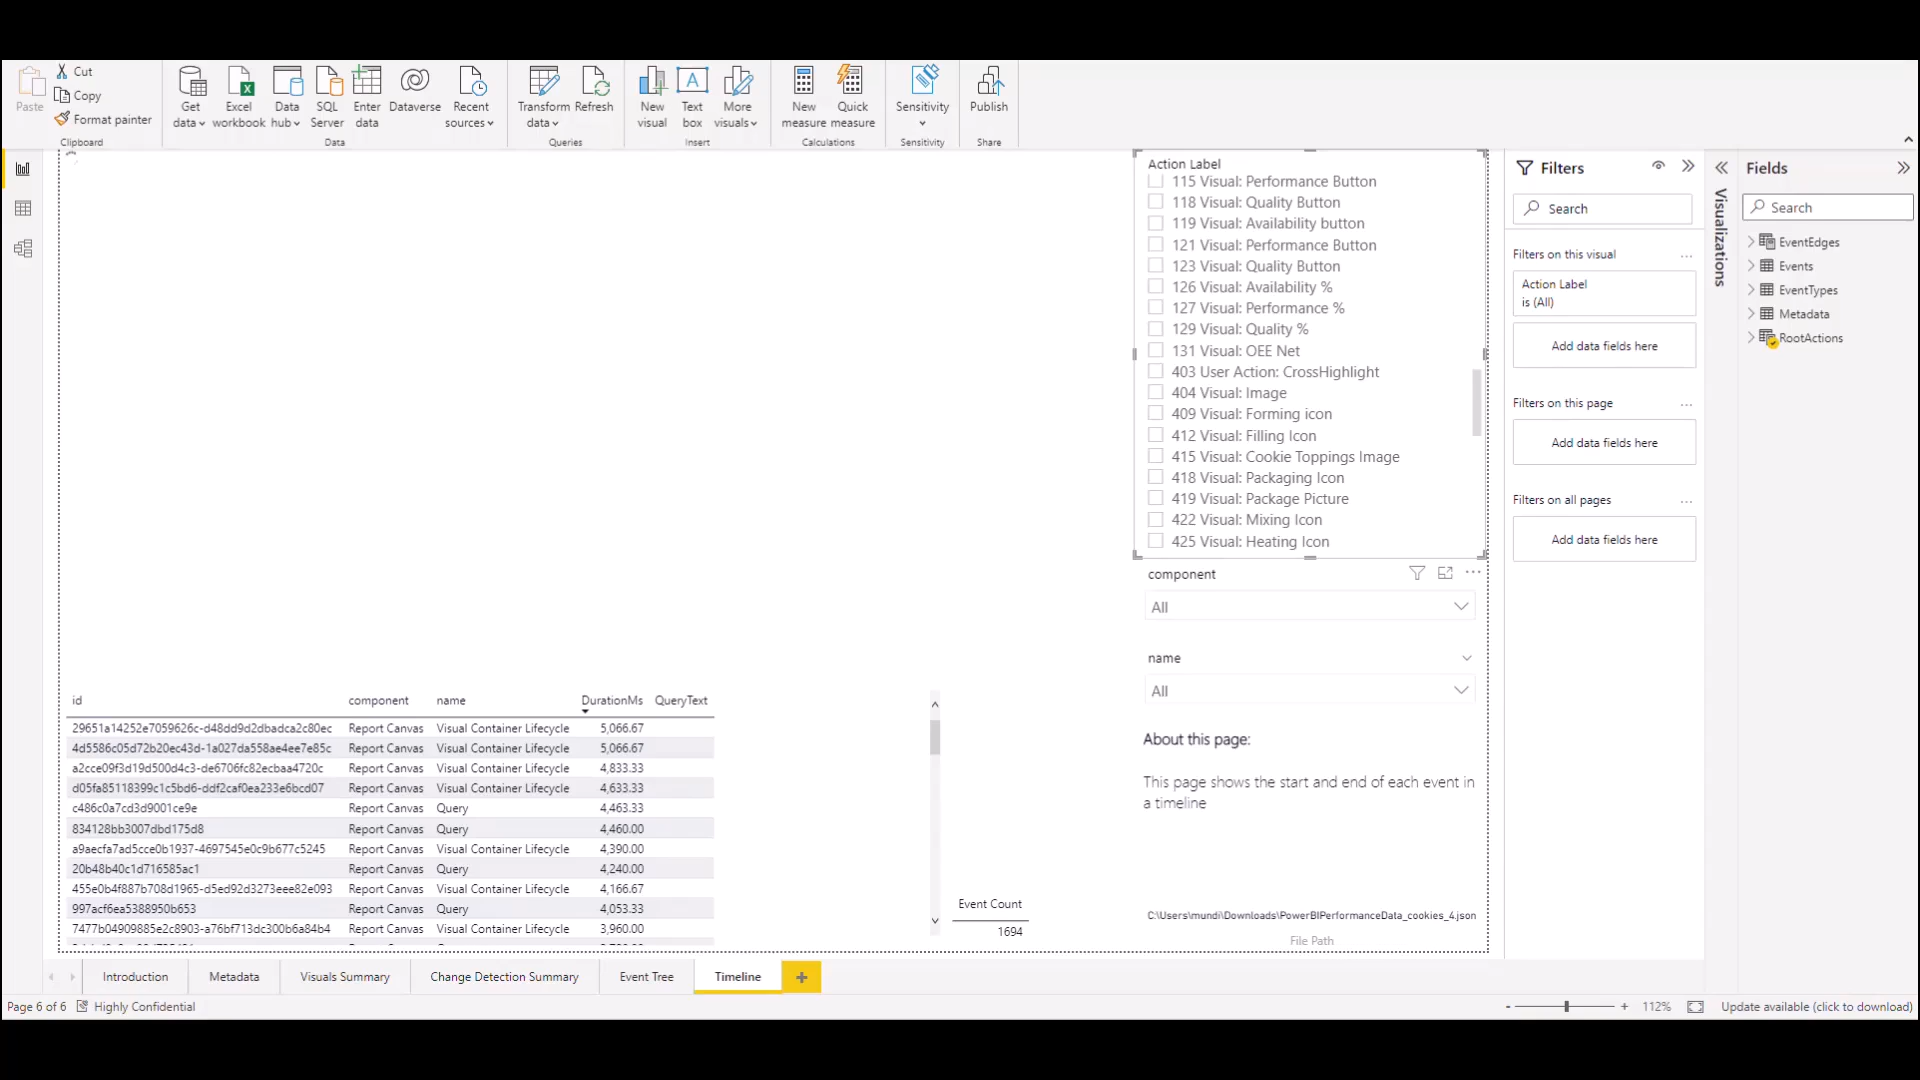 Paste
Cut
Copy
Format painter
Clipboard
Get data
Excel workbook
Data hub
SQL Server
Enter data
Dataverse
Recent sources
Data
Transform data
Refresh
Queries
New visual
A
Text box
More visuals
Insert
New measure
Quick measure
Calculations
Sensitivity
Sensitivity
Publish
Share
Action Label
115 Visual: Performance Button
118 Visual: Quality Button
119 Visual: Availability button
121 Visual: Performance Button
123 Visual: Quality Button
126 Visual: Availability %
127 Visual: Performance %
129 Visual: Quality %
131 Visual: OEE Net
403 User Action: CrossHighlight
404 Visual: Image
409 Visual: Forming icon
412 Visual: Filling Icon
415 Visual: Cookie Toppings Image
418 Visual: Packaging Icon
419 Visual: Package Picture
422 Visual: Mixing Icon
425 Visual: Heating Icon
component
All
name
All
About this page:
This page shows the start and end of each event in
a timeline
C:\Users\mundi\Downloads\PowerBIPerformanceData_cookies_4.json
File Path
id component name DurationMs QueryText
29651a14252e7059626c-d48dd9d2dbadca2c80ec Report Canvas Visual Container Lifecycle 5,066.67
4d5586c05d72b20ec43d-1a027da558ae4ee7e85c Report Canvas Visual Container Lifecycle 5,066.67
a2cce09f3d19d500d4c3-de6706fc82ecbaa4720c Report Canvas Visual Container Lifecycle 4,833.33
d05fa85118399c1c5bd6-ddf2caf0ea233e6bcd07 Report Canvas Visual Container Lifecycle 4,633.33
c486c0a7cd3d9001ce9e Report Canvas Query 4,463.33
834128bb3007dbd175d8 Report Canvas Query 4,460.00
a9aecfa7ad5cce0b1937-4697545e0c9b677c5245 Report Canvas Visual Container Lifecycle 4,390.00
20b48b40c1d716585ac1 Report Canvas Query 4,240.00
455e0b4f887b708d1965-d5ed92d3273eee82e093 Report Canvas Visual Container Lifecycle 4,166.67
997acf6ea5388950b653 Report Canvas Query 4,053.33
7477b04909885e2c8903-a76bf713dc300b6a84b4 Report Canvas Visual Container Lifecycle 3,960.00
Event Count
1694
Filters
Search
Filters on this visual
Action Label
is (All)
Add data fields here
Filters on this page
Add data fields here
Filters on all pages
Add data fields here
Visualizations
Fields
Search
EventEdges
Events
EventTypes
Metadata
RootActions
Introduction
Metadata
Visuals Summary
Change Detection Summary
Event Tree
Timeline
Page 6 of 6
Highly Confidential
112%
Update available (click to download)